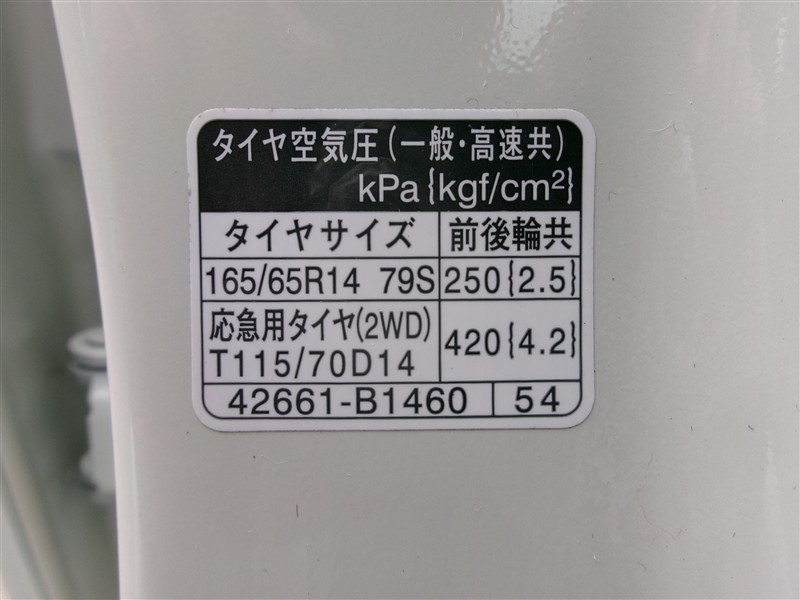 タイヤ空気圧(一般・高速共)
kPa{kgf/cm²}
タイヤサイズ 前後輪共
165/65R14 79S 250{2.5}
応急用タイヤ(2WD)
T115/70D14 420{4.2}
42661-B1460 54